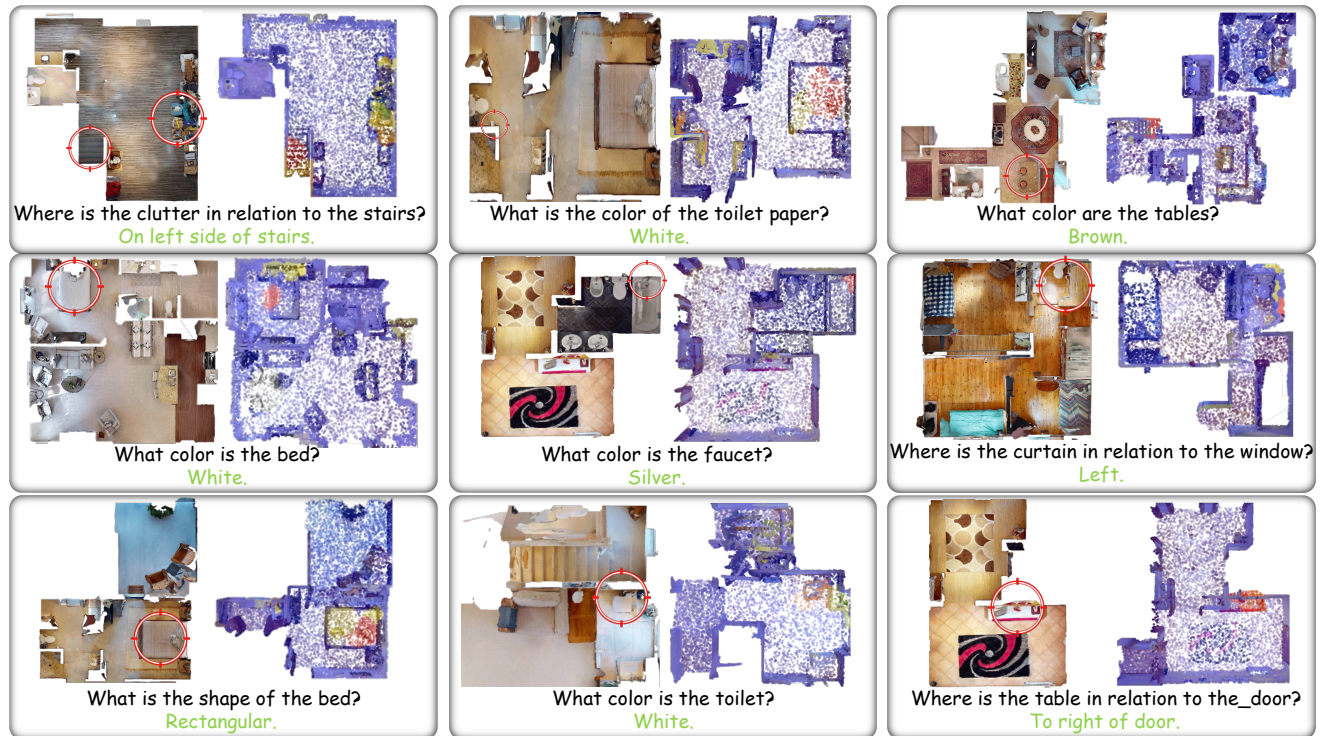 Where is the clutter in relation to the stairs?
On left side of stairs.
What is the color of the toilet paper?
White.
What color are the tables?
Brown.
What color is the bed?
White.
What color is the faucet?
Silver.
Where is the curtain in relation to the window?
Left.
What is the shape of the bed?
Rectangular.
What color is the toilet?
White.
Where is the table in relation to the_door?
To right of door.